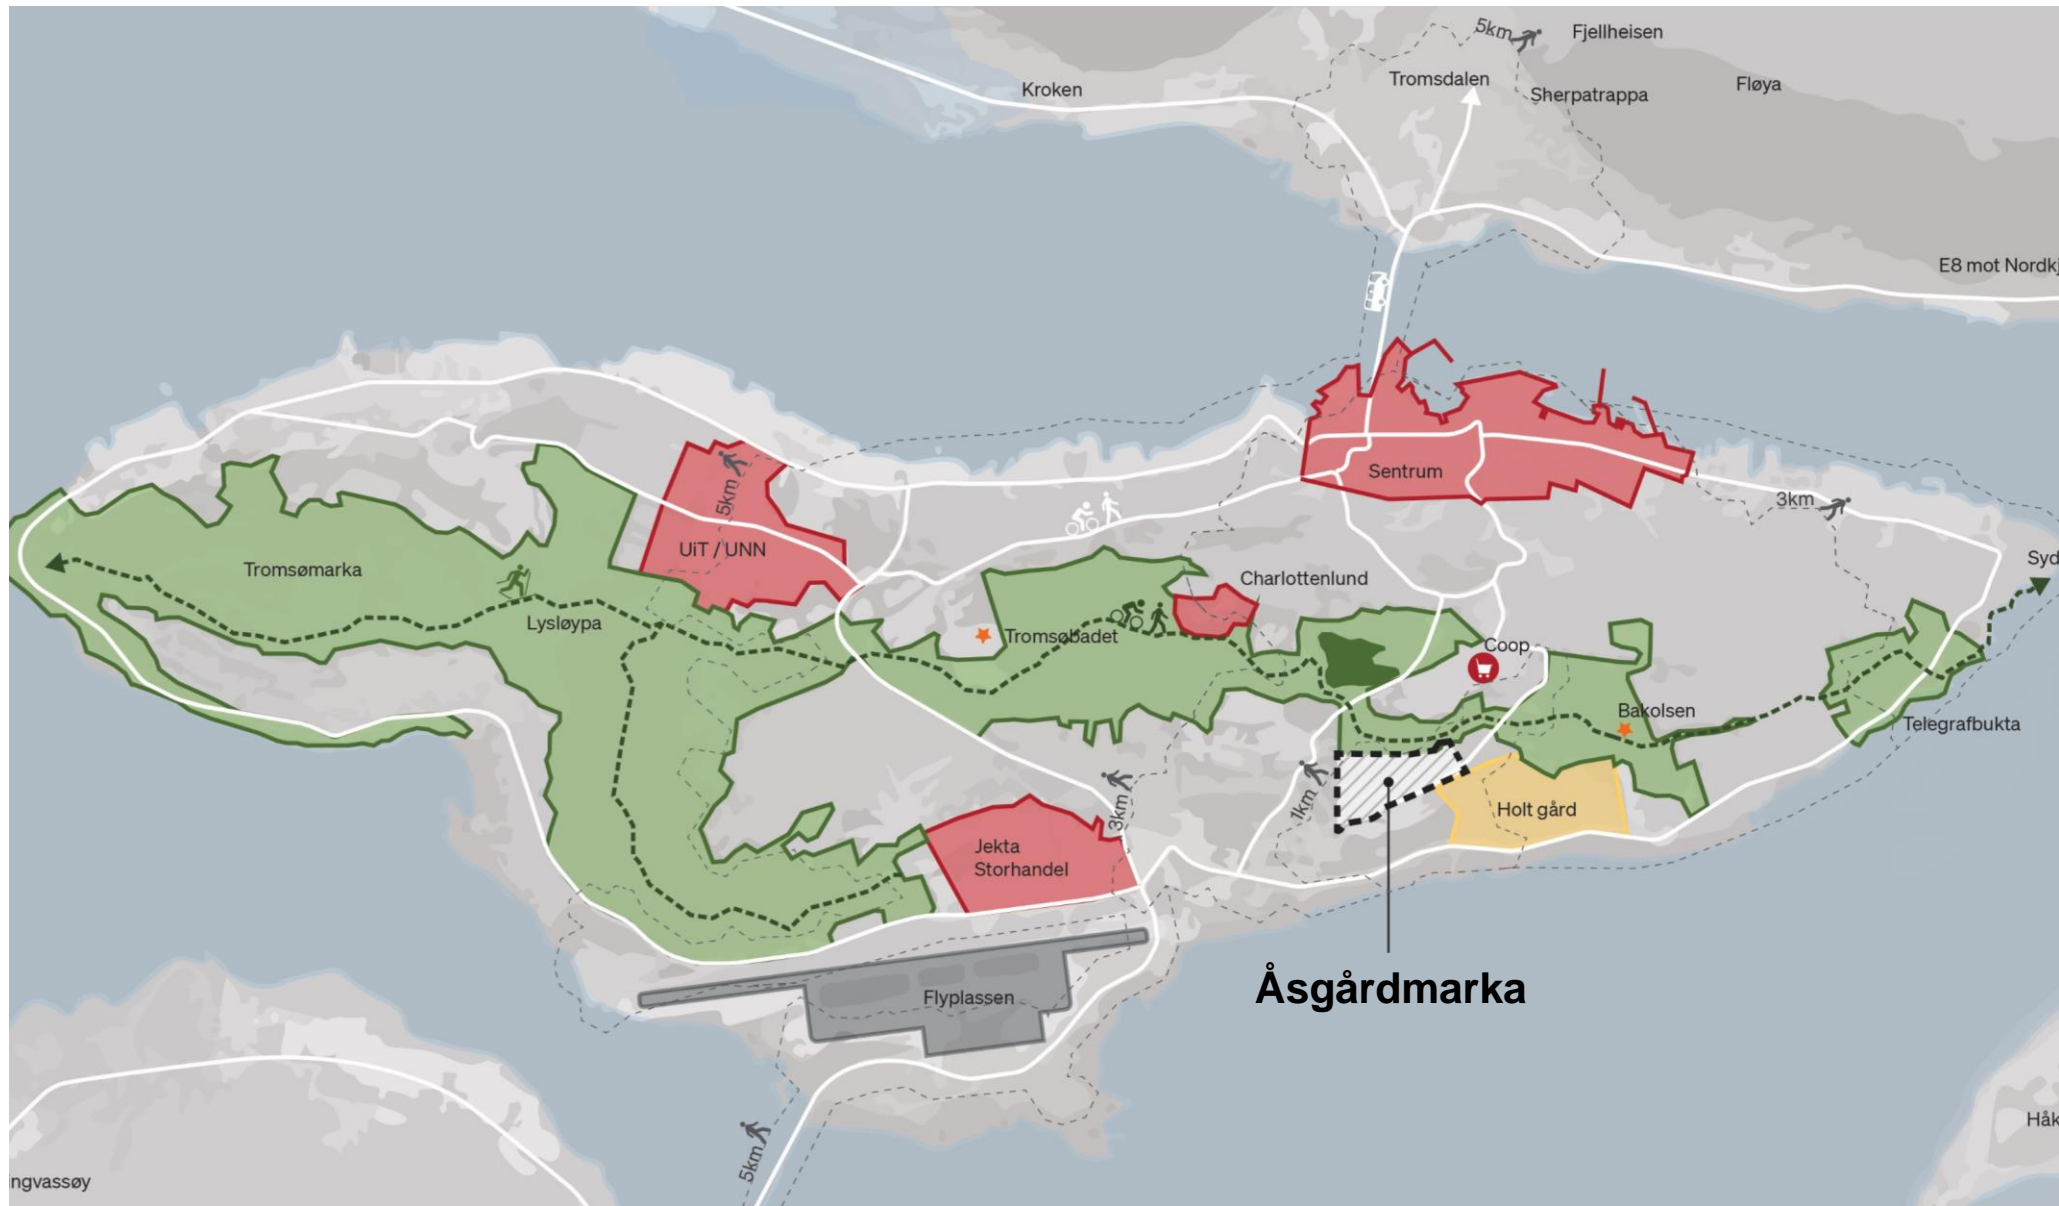 5km
Fjellheisen
Tromsdalen
Sherpatrappa
Fløya
Kroken
E8 mot Nordkj
Sentrum
3km
5km
UiT / UNN
Tromsømarka
Lysløypa
Charlottenlund
Tromsøbadet
Coop
Syd
Bakolsen
Telegrafbukta
1km
3km
Holt gård
Jekta
Storhandel
Åsgårdmarka
Flyplassen
5km
Håk
ngvassøy